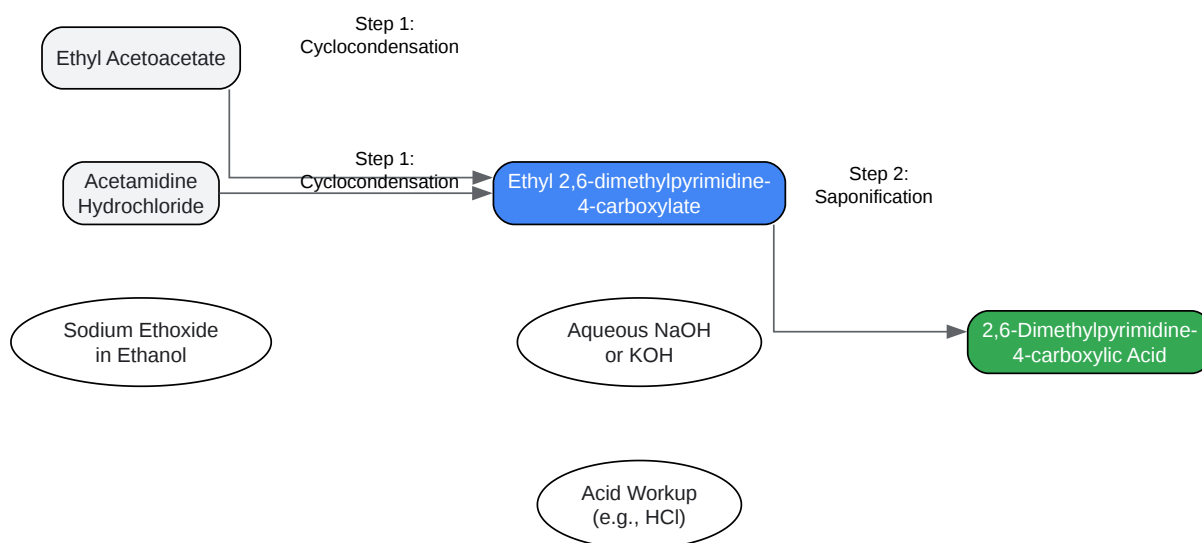 Step 1:
Cyclocondensation
Ethyl Acetoacetate
Step 1:
Cyclocondensation
Acetamidine
Hydrochloride
Ethyl 2,6-dimethylpyrimidine-
4-carboxylate
Step 2:
Saponification
Sodium Ethoxide
in Ethanol
Aqueous NaOH
or KOH
2,6-Dimethylpyrimidine-
4-carboxylic Acid
Acid Workup
(e.g., HCl)